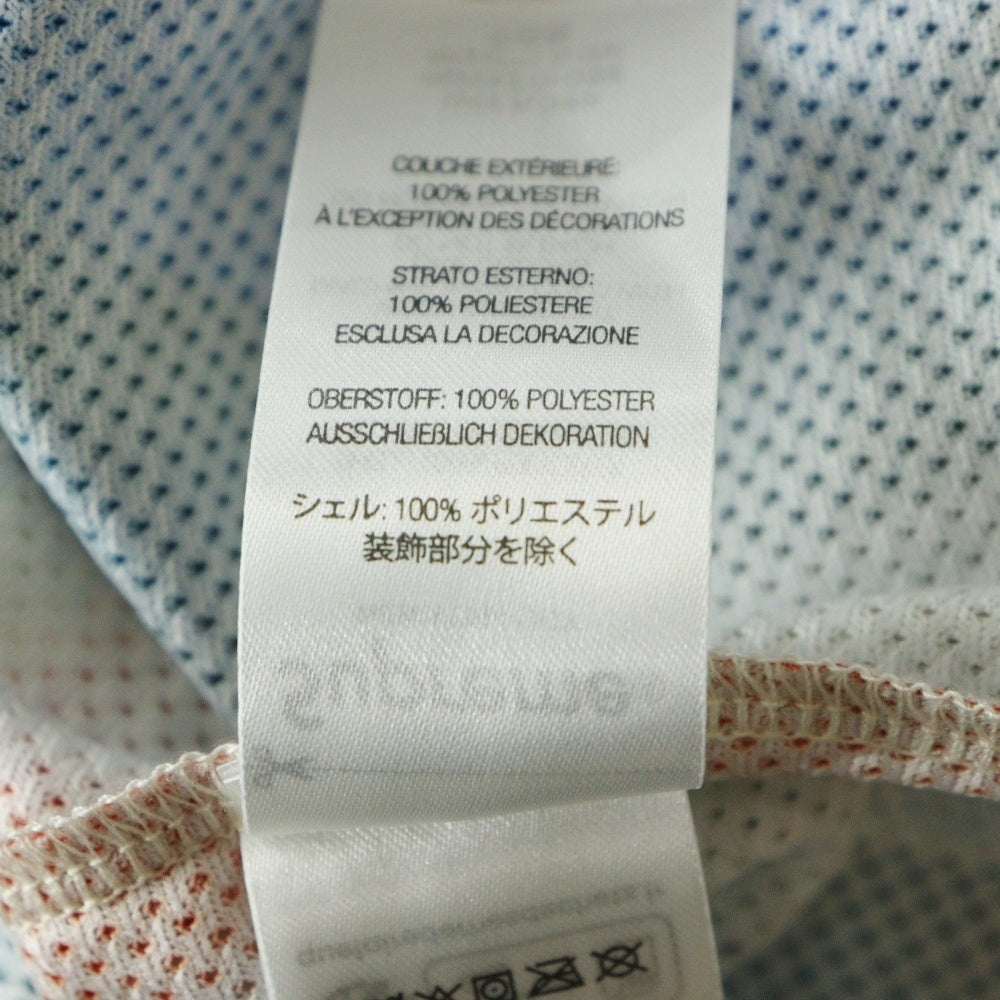 COUCHE EXTÉRIEURE:
100% POLYESTER
À L'EXCEPTION DES DÉCORATIONS
STRATO ESTERNO:
100% POLIESTERE
ESCLUSA LA DECORAZIONE
OBERSTOFF: 100% POLYESTER
AUSSCHLIEßLICH DEKORATION
シェル: 100% ポリエステル
装飾部分を除く